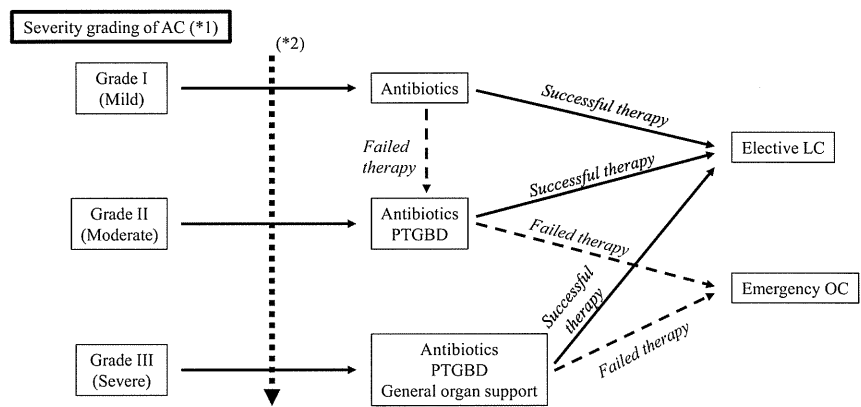 Severity grading of AC (*1)
(*2)
Grade I
(Mild)
Antibiotics
Successful therapy
Failed
therapy
Elective LC
Grade II
(Moderate)
Antibiotics
PTGBD
Successful therapy
Failed therapy
Emergency OC
Grade III
(Severe)
Antibiotics
PTGBD
General organ support
Successful
therapy
Failed therapy